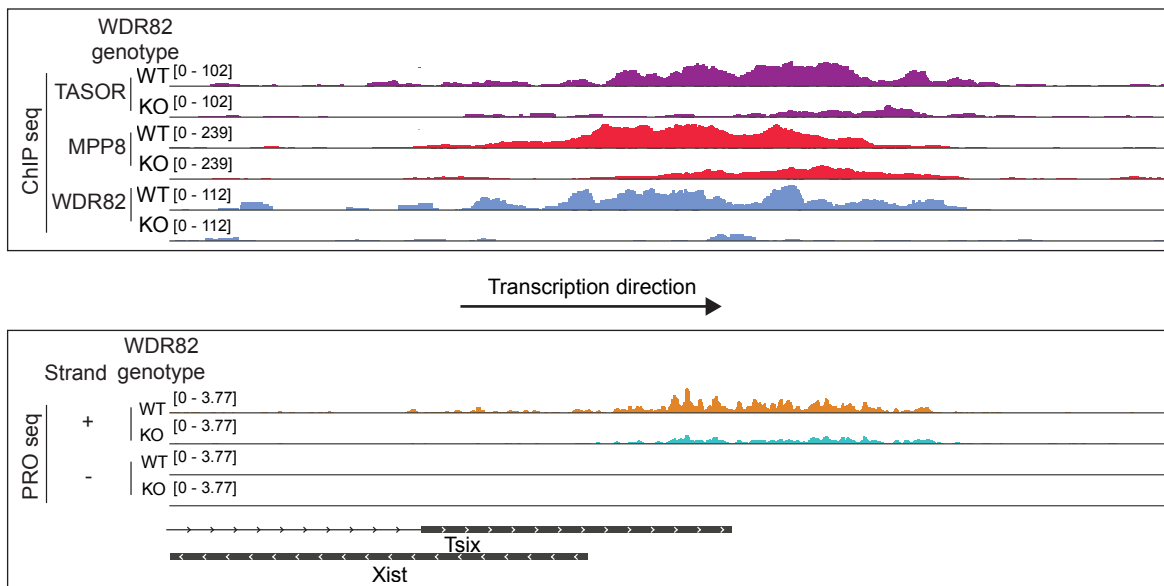 WDR82
genotype
ChIP seq
TASOR
WT [0 - 102]
KO [0 - 102]
MPP8
WT [0 - 239]
KO [0 - 239]
WDR82
WT [0 - 112]
KO [0 - 112]
Transcription direction
WDR82
Strand genotype
PRO seq
+
WT [0 - 3.77]
KO [0 - 3.77]
-
WT [0 - 3.77]
KO [0 - 3.77]
Tsix
Xist